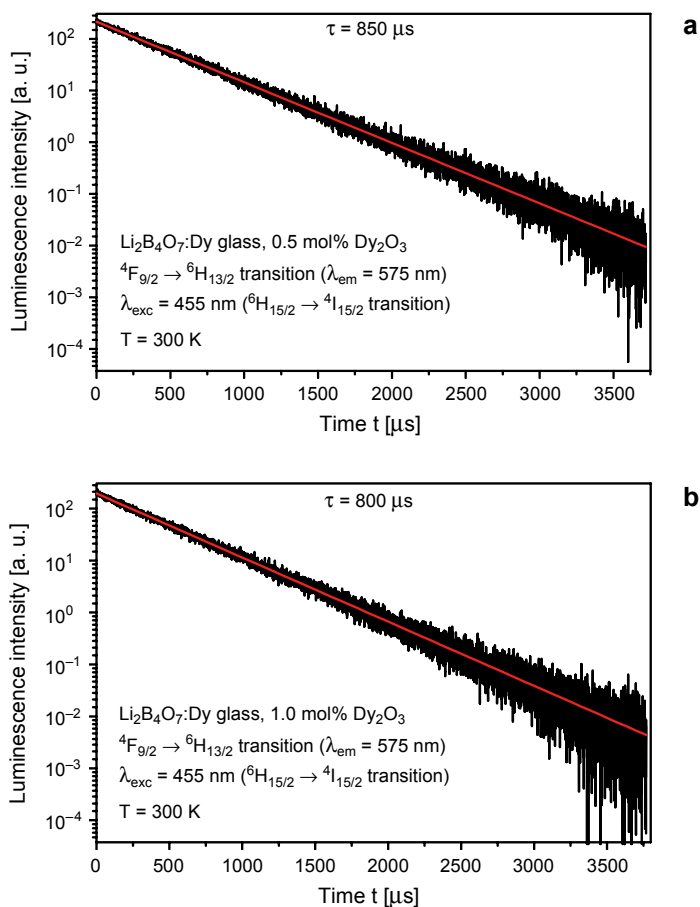 a
τ = 850 μs
Luminescence intensity [a. u.]
10²
10¹
10⁰
10⁻¹
10⁻²
10⁻³
10⁻⁴
Li₂B₄O₇:Dy glass, 0.5 mol% Dy₂O₃
⁴F₉/₂ → ⁶H₁₃/₂ transition (λem = 575 nm)
λexc = 455 nm (⁶H₁₅/₂ → ⁴I₁₅/₂ transition)
T = 300 K
0 500 1000 1500 2000 2500 3000 3500
Time t [μs]
b
τ = 800 μs
Luminescence intensity [a. u.]
10²
10¹
10⁰
10⁻¹
10⁻²
10⁻³
10⁻⁴
Li₂B₄O₇:Dy glass, 1.0 mol% Dy₂O₃
⁴F₉/₂ → ⁶H₁₃/₂ transition (λem = 575 nm)
λexc = 455 nm (⁶H₁₅/₂ → ⁴I₁₅/₂ transition)
T = 300 K
0 500 1000 1500 2000 2500 3000 3500
Time t [μs]